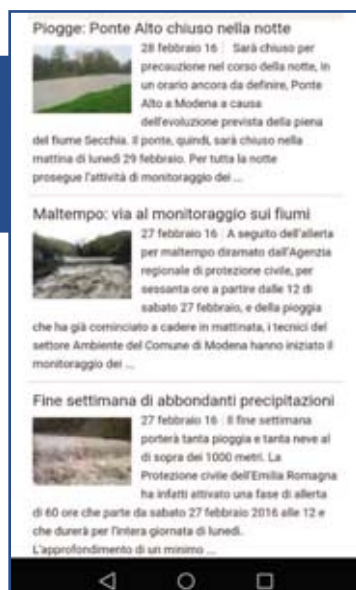 Piogge: Ponte Alto chiuso nella notte
28 febbraio 16 | Sarà chiuso per
precauzione nel corso della notte, in
un orario ancora da definire, Ponte
Alto a Modena a causa
dell'evoluzione prevista della piena
del fiume Secchia. Il ponte, quindi, sarà chiuso nella
mattina di lunedì 29 febbraio. Per tutta la notte
prosegue l'attività di monitoraggio dei ...
Maltempo: via al monitoraggio sui fiumi
27 febbraio 16 | A seguito dell'allerta
per maltempo diramato dall'Agenzia
regionale di protezione civile, per
sessanta ore a partire dalle 12 di
sabato 27 febbraio, e della pioggia
che ha già cominciato a cadere in mattinata, i tecnici del
settore Ambiente del Comune di Modena hanno iniziato il
monitoraggio dei ...
Fine settimana di abbondanti precipitazioni
27 febbraio 16 | Il fine settimana
porterà tanta pioggia e tanta neve al
di sopra dei 1000 metri. La
Protezione civile dell'Emilia Romagna
ha infatti attivato una fase di allerta
di 60 ore che parte da sabato 27 febbraio 2016 alle 12 e
che durerà per l'intera giornata di lunedì.
L'approfondimento di un minimo ...